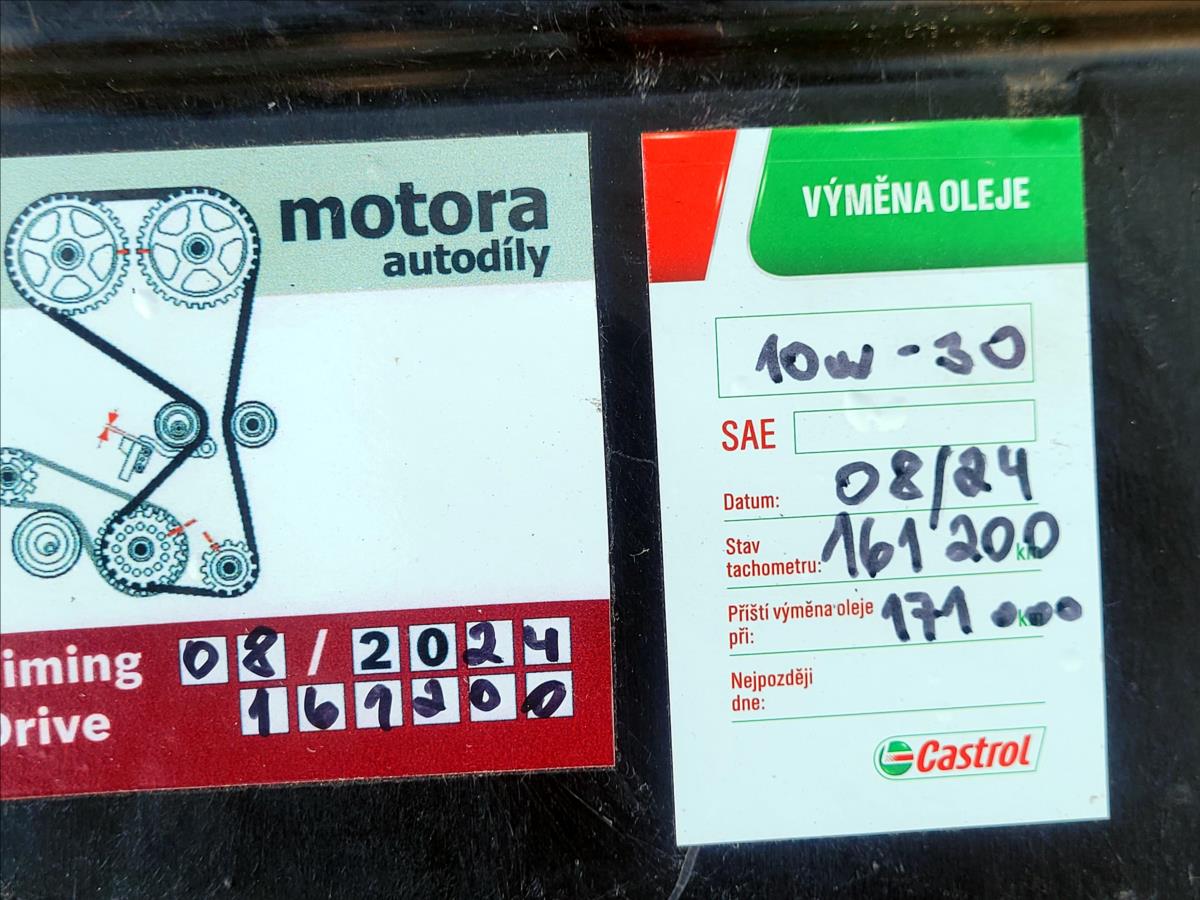 motora
autodíly
iming
08/2024
Drive
161200
VÝMĚNA OLEJE
10W-30
SAE
Datum: 08/24
Stav
tachometru: 161 200 km
Příští výměna oleje
při: 171 000 km
Nejpozději
dne:
Castrol